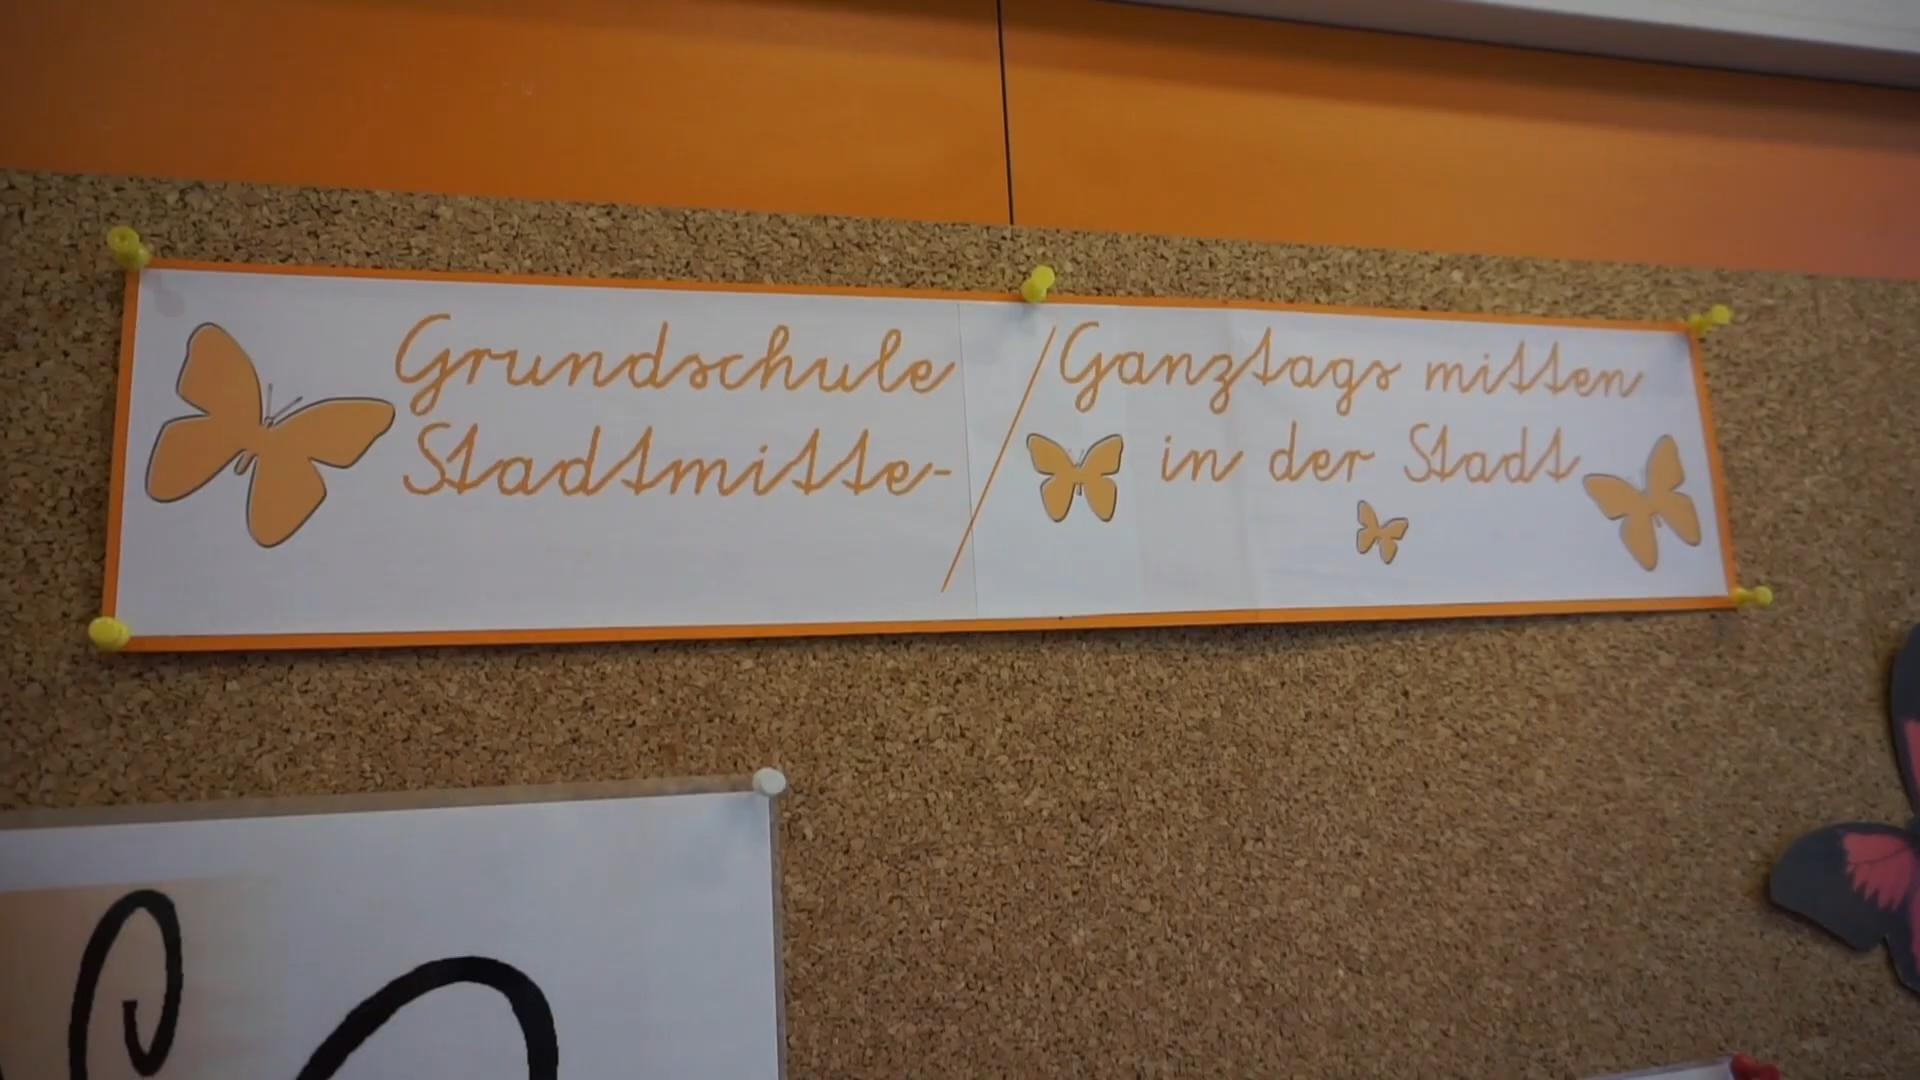 Grundschule
Stadtmitte-
Ganztags mitten
in der Stadt